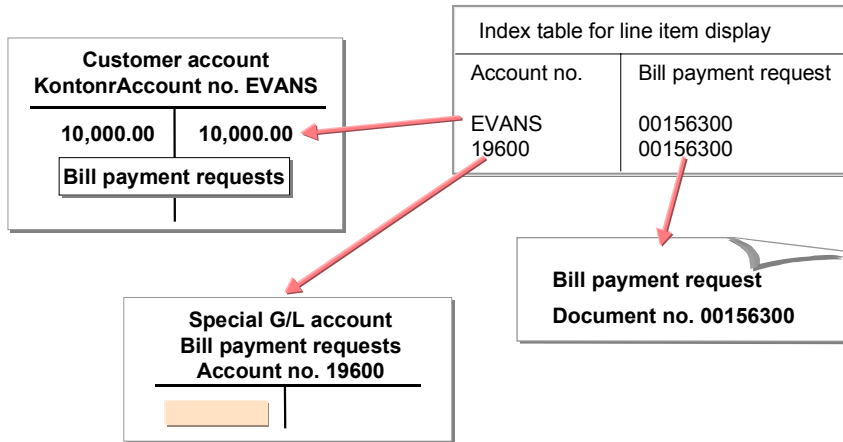 Index table for line item display
Account no. Bill payment request
EVANS 00156300
19600 00156300
Customer account
KontonrAccount no. EVANS
10,000.00 10,000.00
Bill payment requests
Bill payment request
Document no. 00156300
Special G/L account
Bill payment requests
Account no. 19600